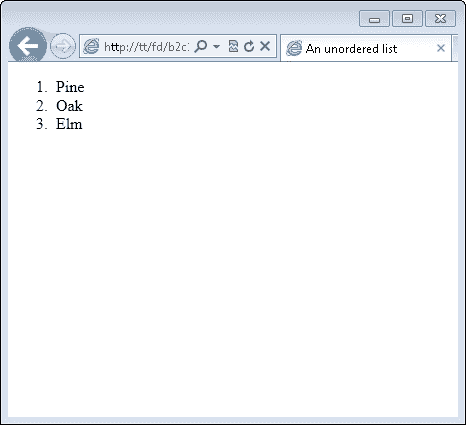 http://tt/fd/b2c
An unordered list
1. Pine
2. Oak
3. Elm